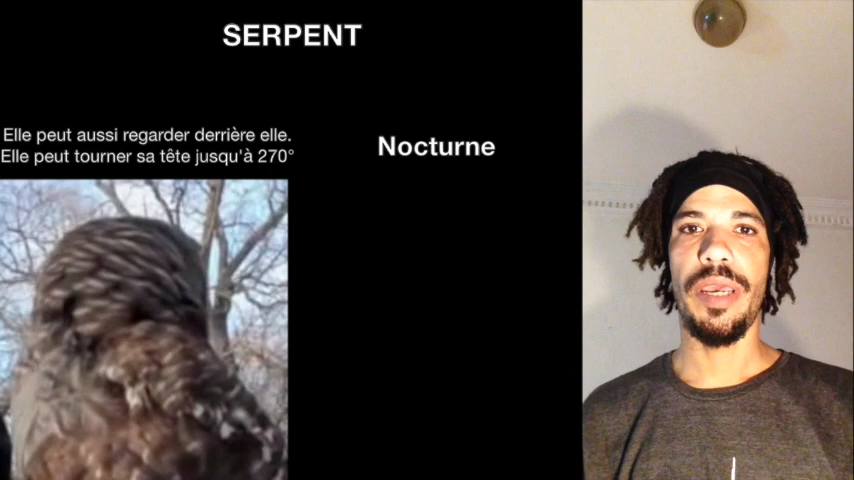 SERPENT
Elle peut aussi regarder derrière elle.
Elle peut tourner sa tête jusqu'à 270°
Nocturne